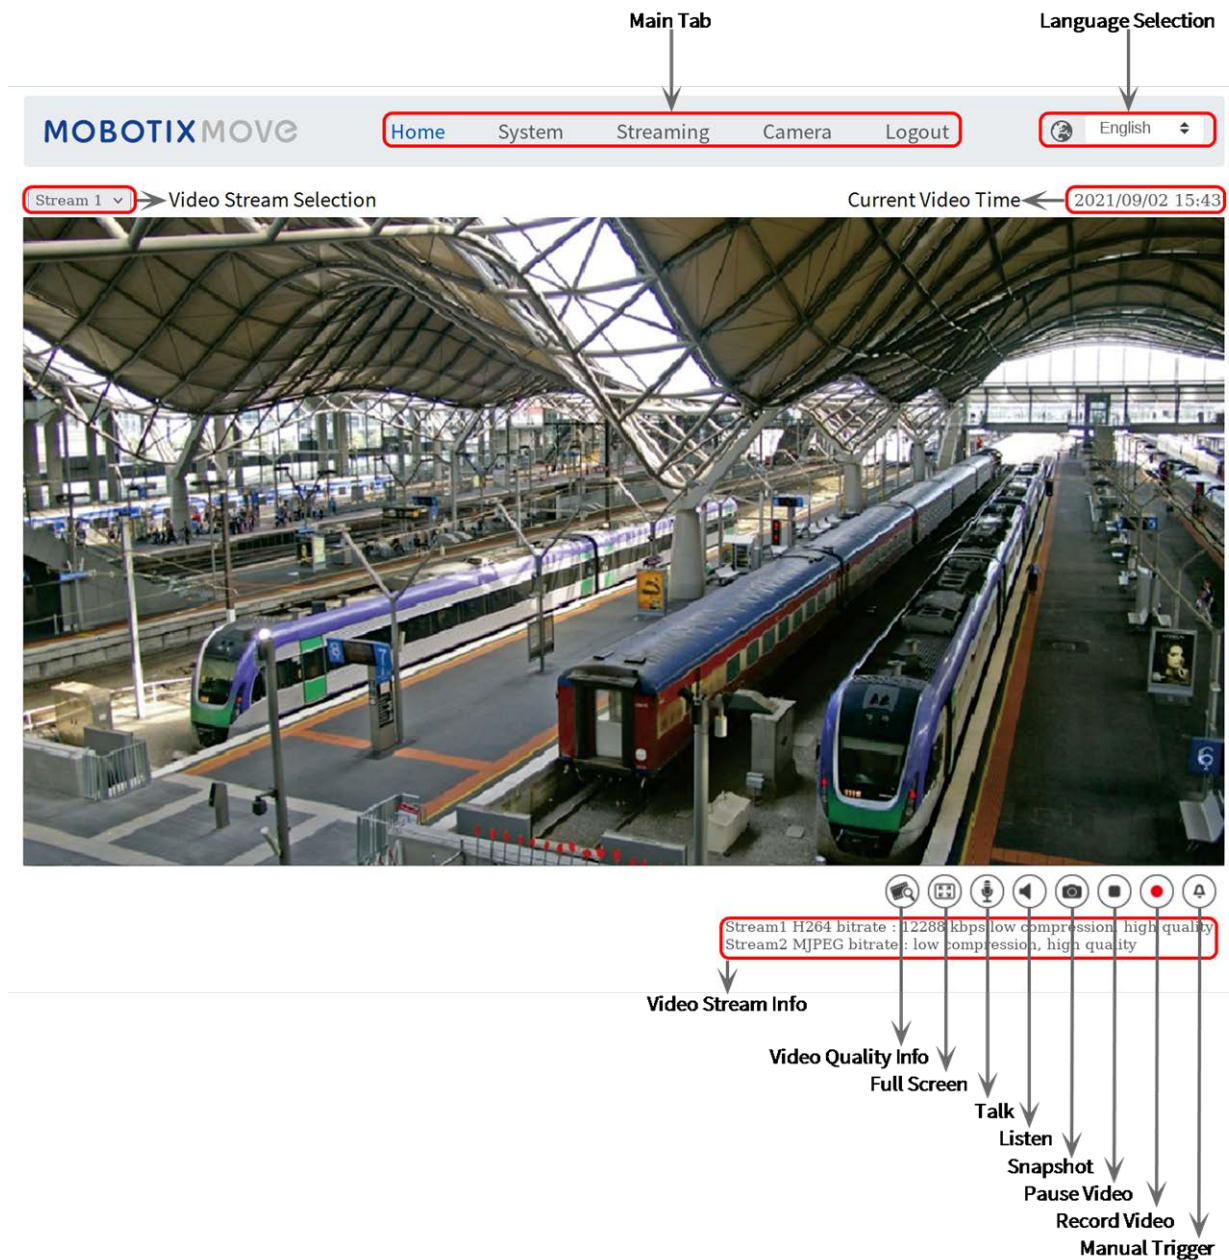 Main Tab
Language Selection
MOBOTIX MOVE
Home System Streaming Camera Logout
English
Stream 1
Video Stream Selection
Current Video Time
2021/09/02 15:43
8
7
6
Stream1 H264 bitrate : 12288 kbps low compression, high quality
Stream2 MJPEG bitrate : low compression, high quality
Video Stream Info
Video Quality Info
Full Screen
Talk
Listen
Snapshot
Pause Video
Record Video
Manual Trigger